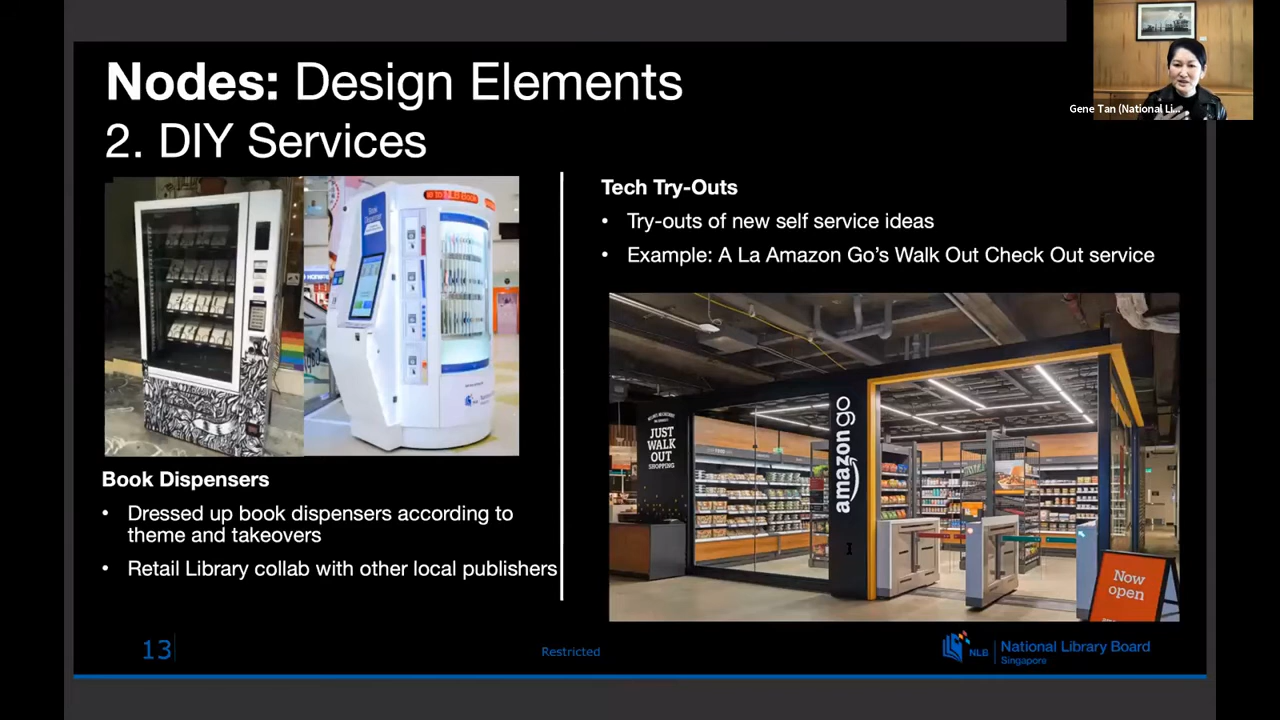 Nodes: Design Elements
2. DIY Services
Gene Tan (National Li...
Tech Try-Outs
• Try-outs of new self service ideas
• Example: A La Amazon Go's Walk Out Check Out service
Book
Dispenser
JUST
WALK
OUT
SHOPPING
amazon go
Now
open
Book Dispensers
• Dressed up book dispensers according to
theme and takeovers
• Retail Library collab with other local publishers
13
Restricted
NLB
National Library Board
Singapore